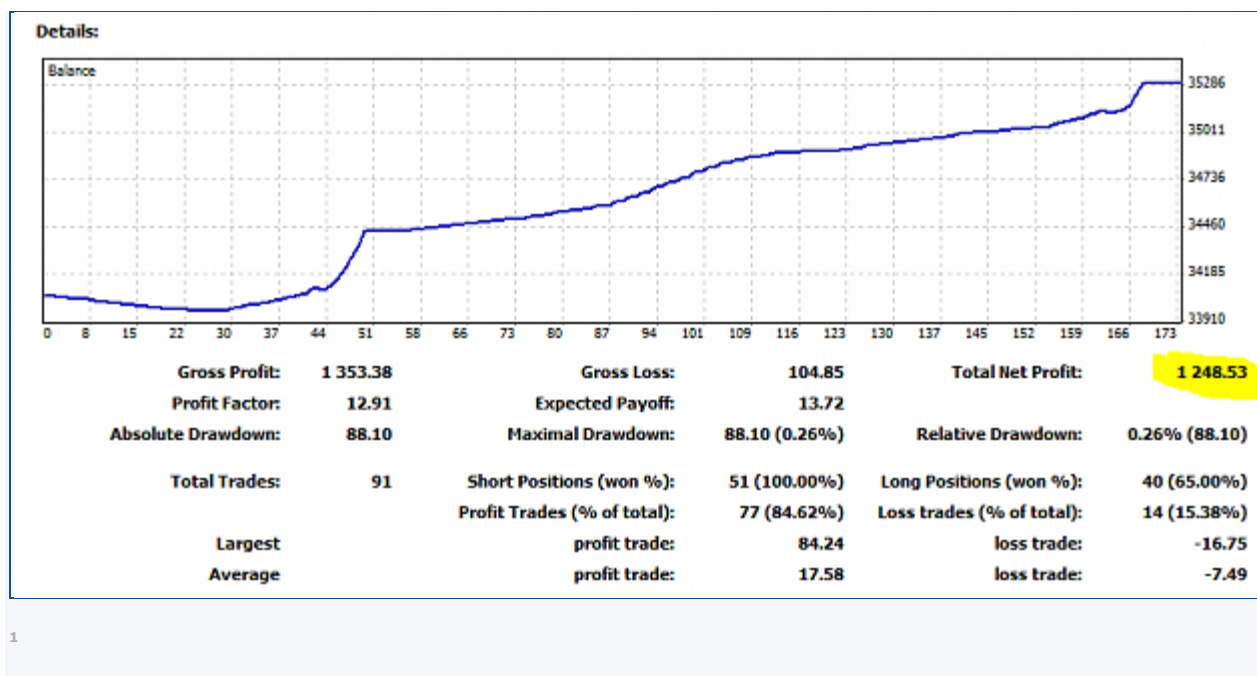 Details:
Balance
35286
35011
34736
34460
34185
33910
0 8 15 22 30 37 44 51 58 66 73 80 87 94 101 109 116 123 130 137 145 152 159 166 173
Gross Profit: 1 353.38 Gross Loss: 104.85 Total Net Profit: 1 248.53
Profit Factor: 12.91 Expected Payoff: 13.72
Absolute Drawdown: 88.10 Maximal Drawdown: 88.10 (0.26%) Relative Drawdown: 0.26% (88.10)
Total Trades: 91 Short Positions (won %): 51 (100.00%) Long Positions (won %): 40 (65.00%)
Profit Trades (% of total): 77 (84.62%) Loss trades (% of total): 14 (15.38%)
Largest profit trade: 84.24 loss trade: -16.75
Average profit trade: 17.58 loss trade: -7.49
1